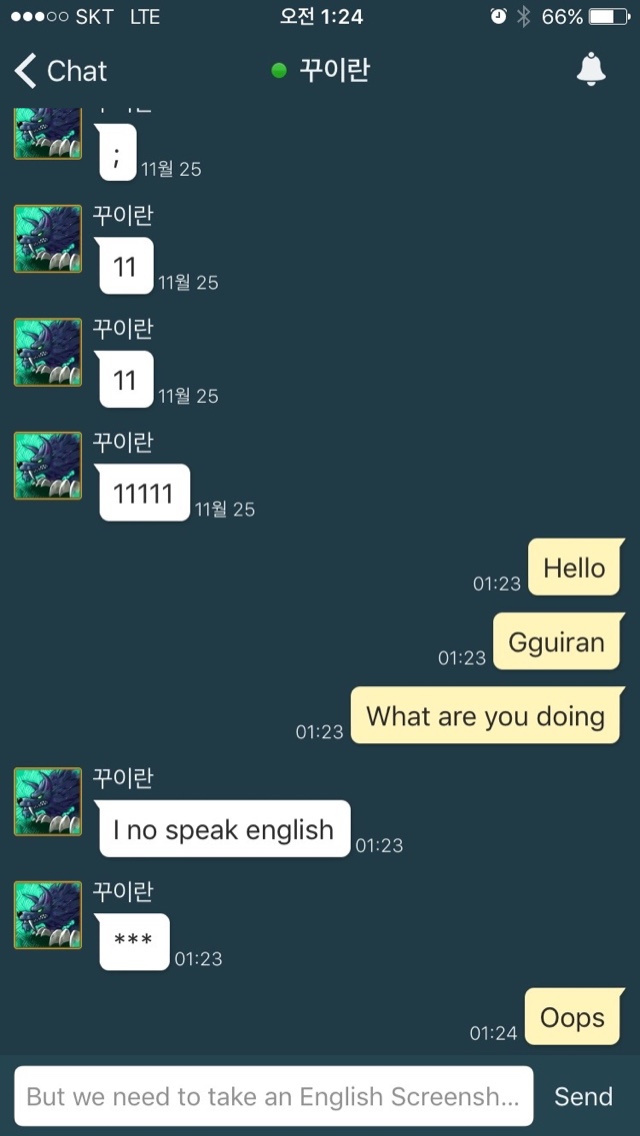 SKT LTE 오전 1:24 66%
Chat 꾸이란
;
11월 25
꾸이란
11
11월 25
꾸이란
11
11월 25
꾸이란
11111
11월 25
Hello
01:23
Gguiran
01:23
What are you doing
01:23
꾸이란
I no speak english
01:23
꾸이란
***
01:23
Oops
01:24
But we need to take an English Screensh... Send